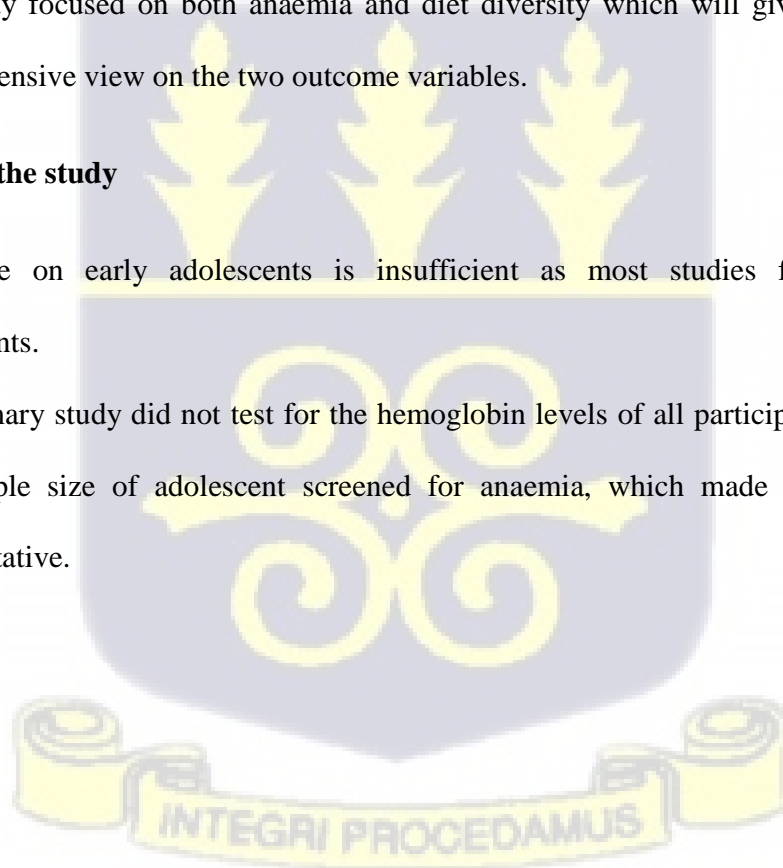 focused on both anaemia and diet diversity which will giv
ensive view on the two outcome variables.
the study
e on early adolescents is insufficient as most studies f
nts.
nary study did not test for the hemoglobin levels of all particip
ple size of adolescent screened for anaemia, which made
tative.
INTEGRI PROCEDAMUS